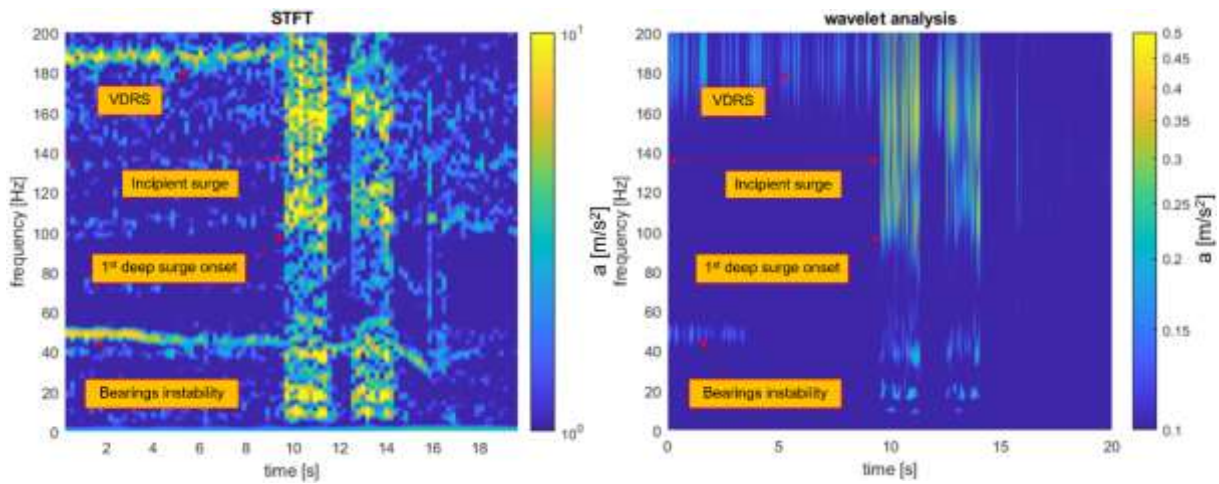 STFT
200
180
160
140
120
100
80
60
40
20
0
frequency [Hz]
2 4 6 8 10 12 14 16 18
time [s]
VDRS
Incipient surge
1st deep surge onset
Bearings instability
10¹
10⁰
a [m/s²]
wavelet analysis
200
180
160
140
120
100
80
60
40
20
0
frequency [Hz]
0 5 10 15 20
time [s]
VDRS
Incipient surge
1st deep surge onset
Bearings instability
0.5
0.45
0.4
0.35
0.3
0.25
0.2
0.15
0.1
a [m/s²]